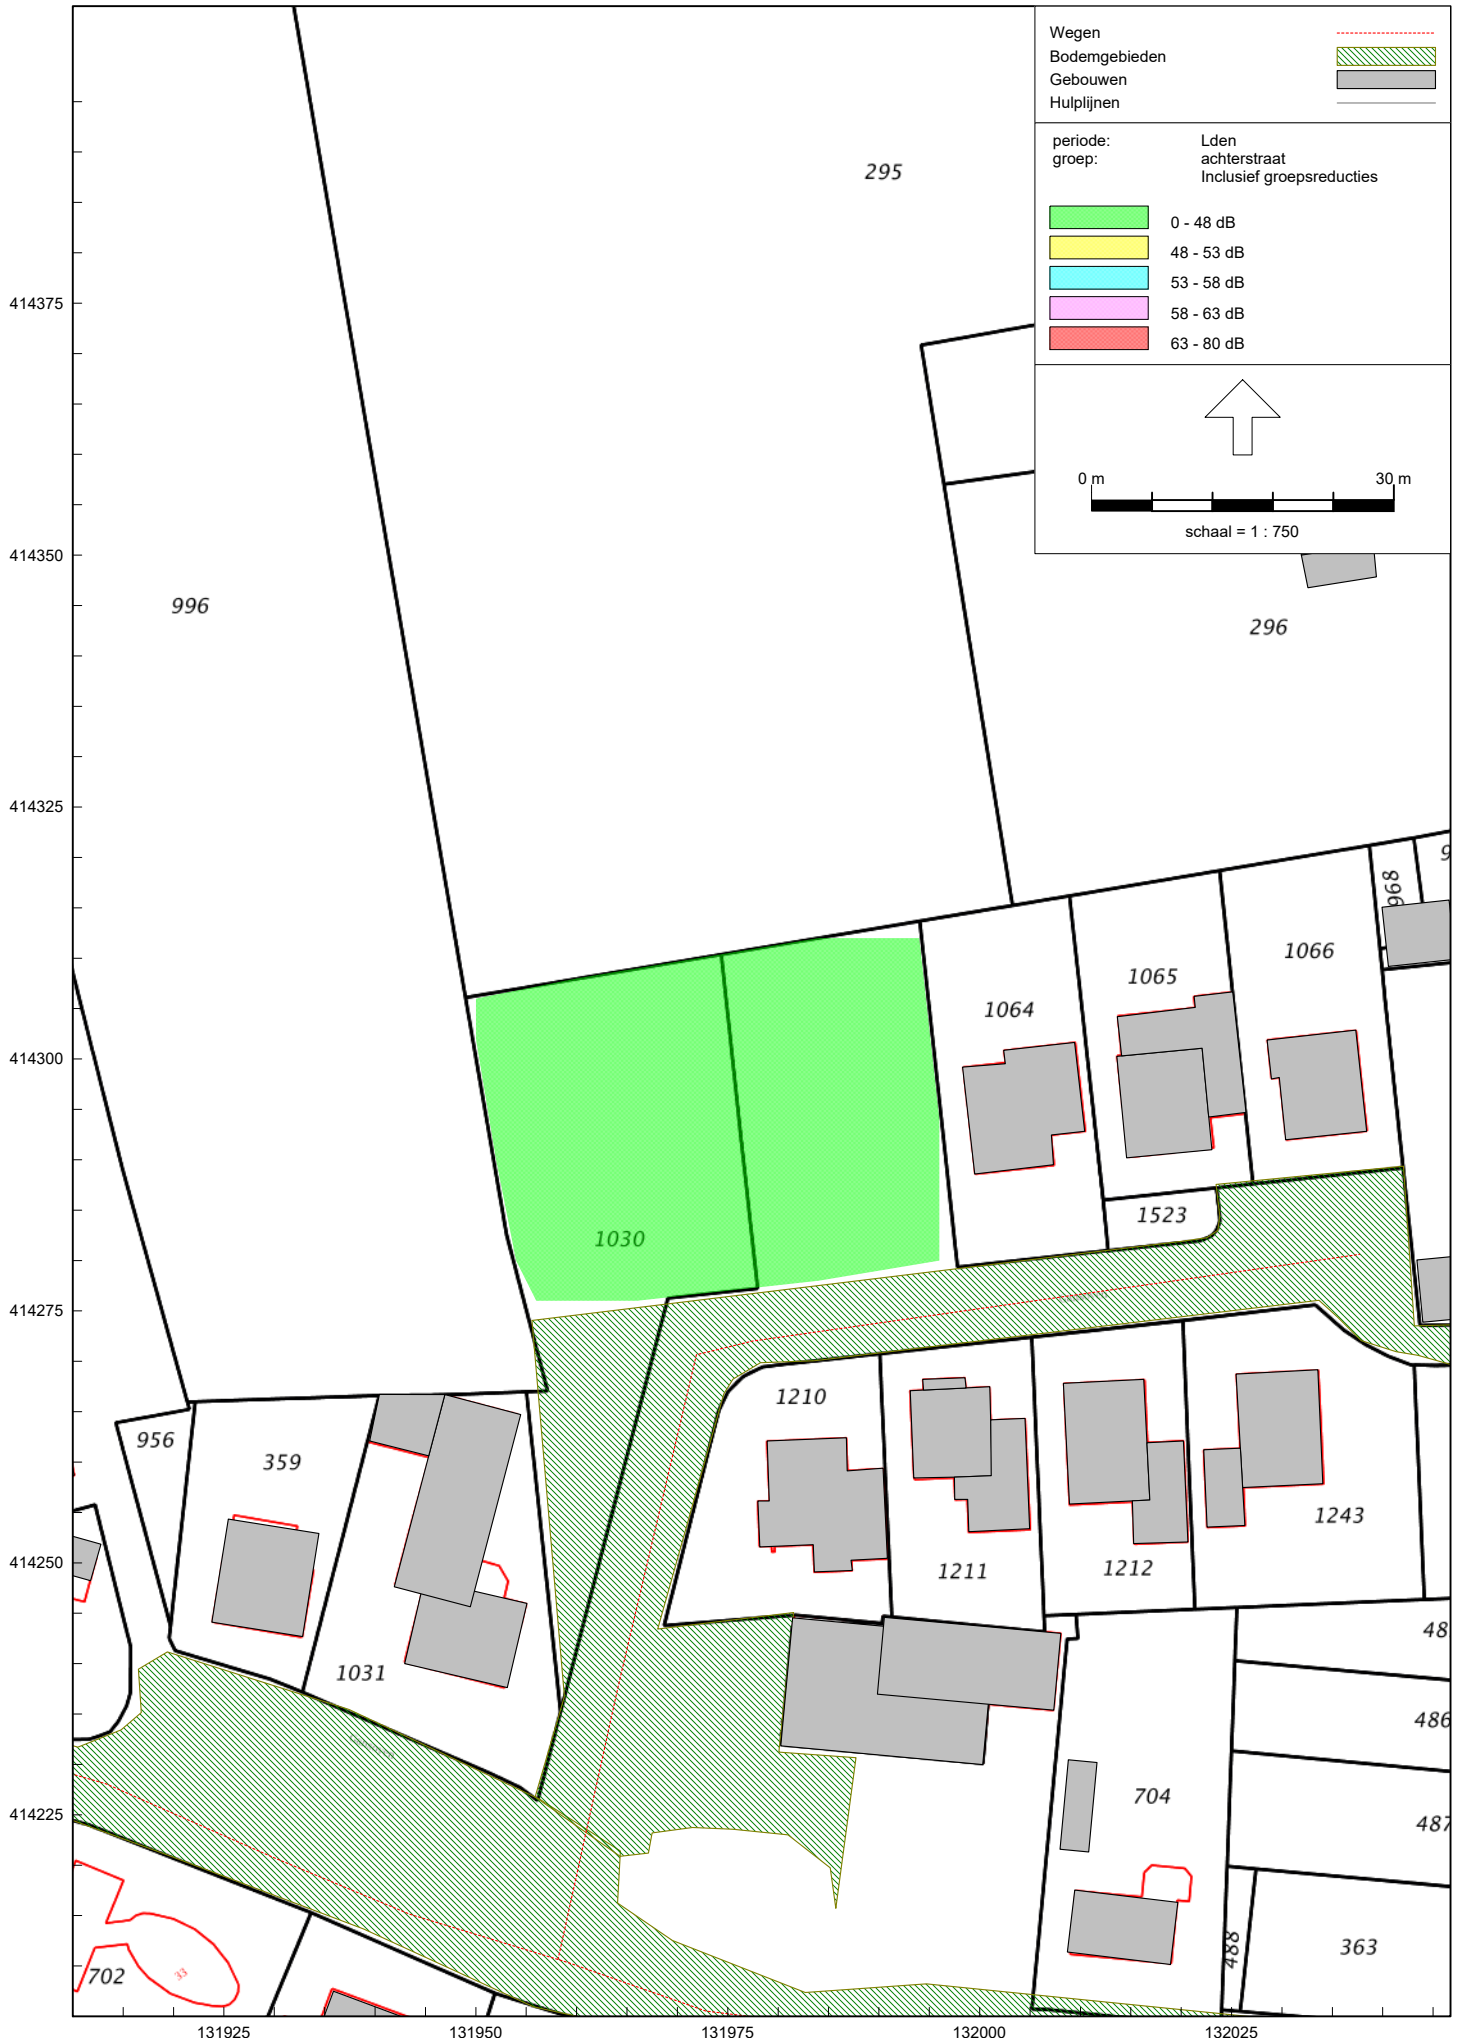 Wegen
Bodemgebieden
Gebouwen
Hulplijnen
periode: Lden
groep: achterstraat
Inclusief groepsreducties
0 - 48 dB
48 - 53 dB
53 - 58 dB
58 - 63 dB
63 - 80 dB
0 m 30 m
schaal = 1 : 750
295
414375
414350
996
296
414325
968
9
1066
1065
1064
414300
1523
1030
414275
1210
956
359
1243
1212
1211
414250
48
1031
486
704
487
414225
488
363
702
33
131925 131950 131975 132000 132025